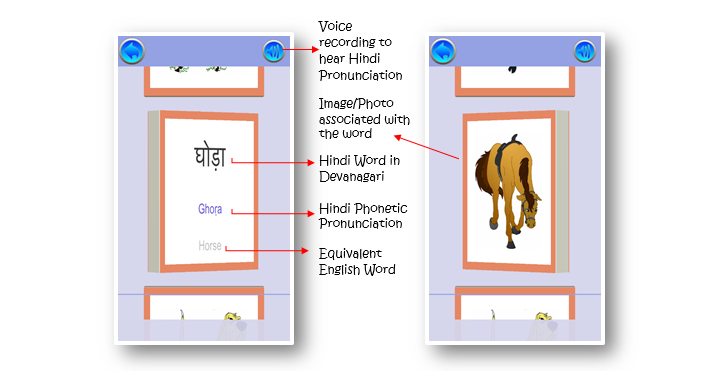 Voice
recording to
hear Hindi
Pronunciation
Image/Photo
associated with
the word
घोड़ा
Hindi Word in
Devanagari
Ghoṛa
Hindi Phonetic
Pronunciation
Horse
Equivalent
English Word